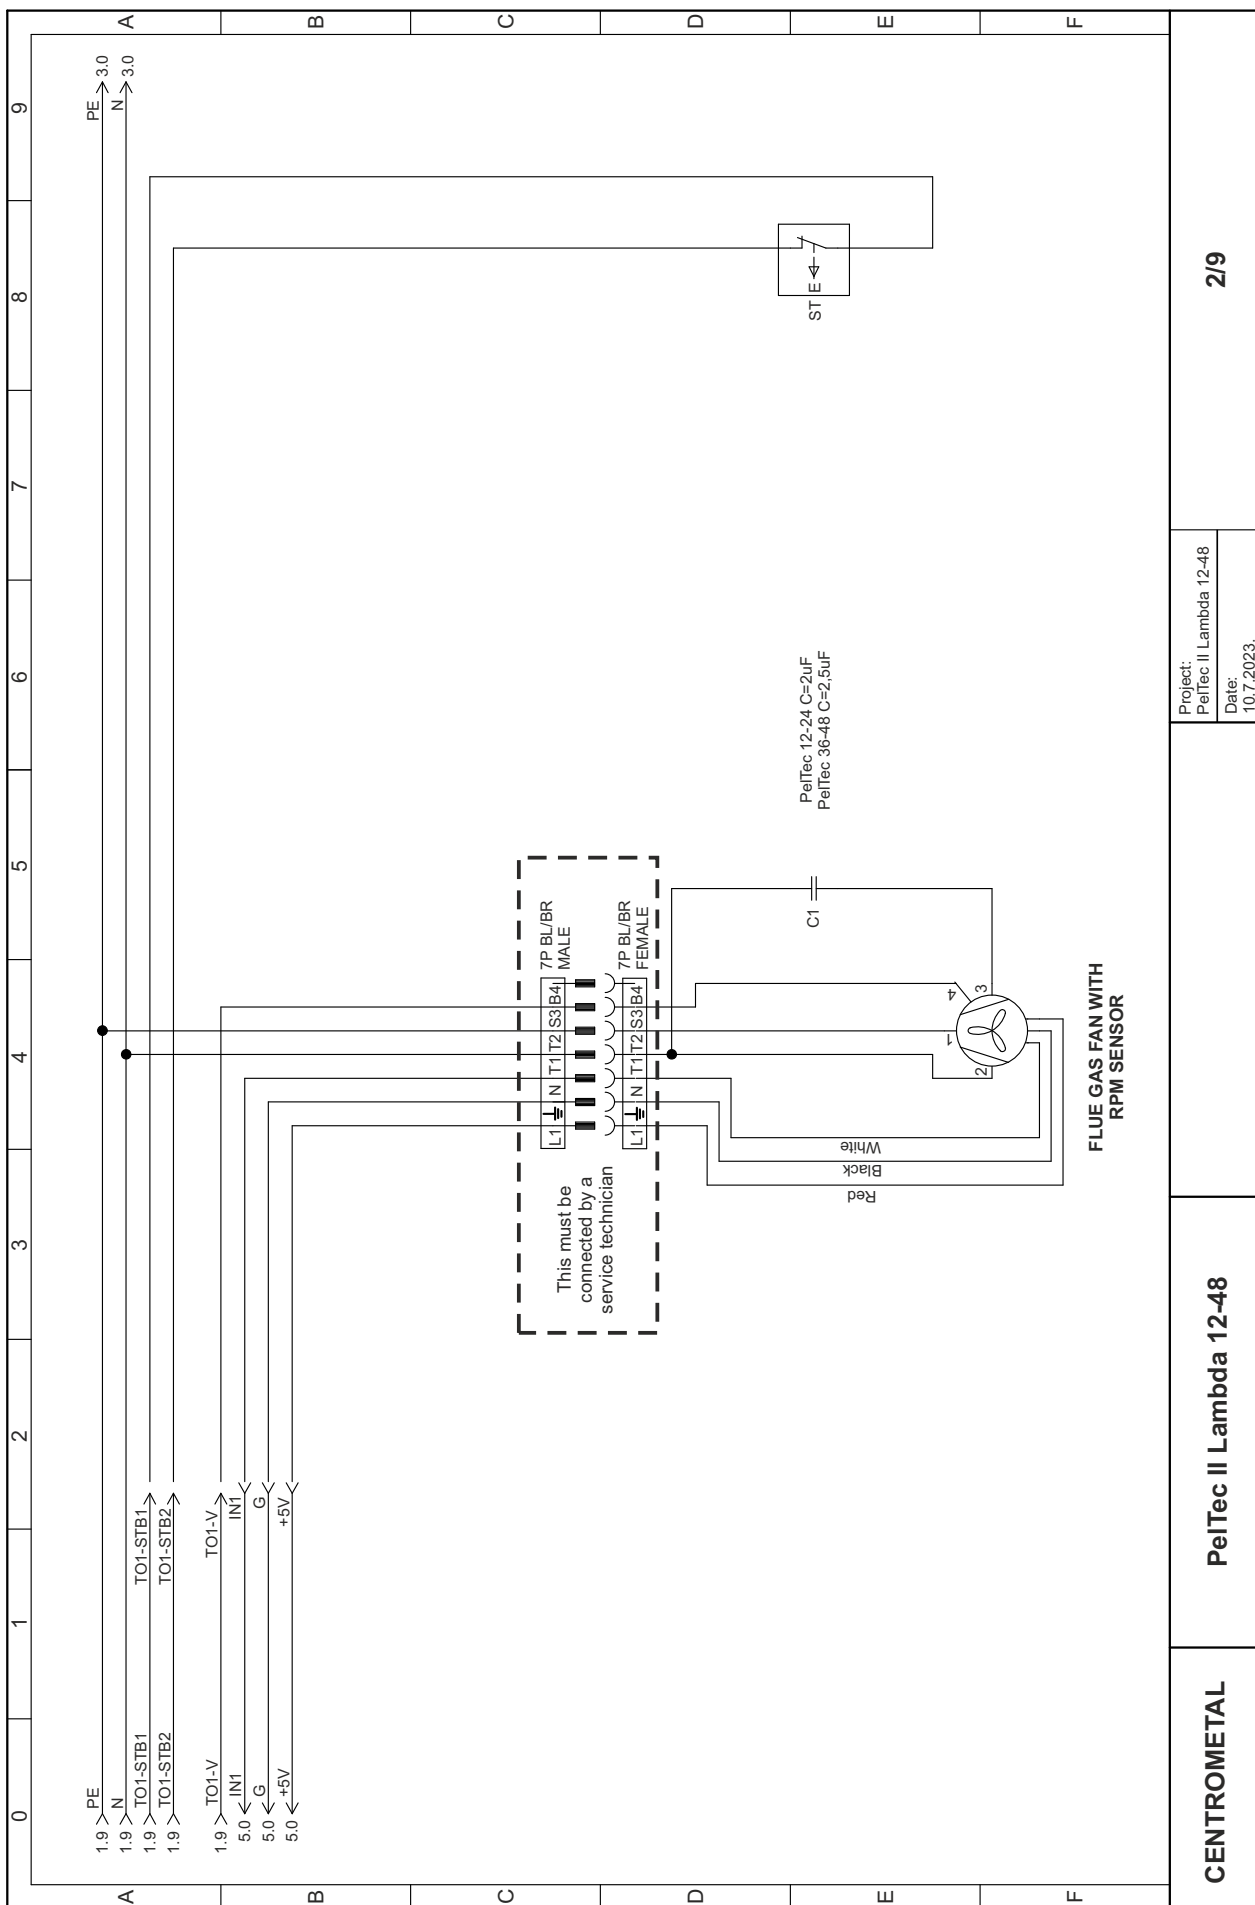 0 1 2 3 4 5 6 7 8 9
A
B
C
D
E
F
A
B
C
D
E
F
1.9 PE PE 3.0
1.9 N N 3.0
1.9 TO1-STB1 TO1-STB1
1.9 TO1-STB2 TO1-STB2
1.9 TO1-V TO1-V
5.0 IN1 IN1
5.0 G G
5.0 +5V +5V
This must be
connected by a
service technician
7P BL/BR
MALE
L1 N T1 T2 S3 B4
L1 N T1 T2 S3 B4
7P BL/BR
FEMALE
White
Black
Red
C1
PelTec 12-24 C=2uF
PelTec 36-48 C=2,5uF
1
2
3
4
FLUE GAS FAN WITH
RPM SENSOR
ST E
CENTROMETAL
PelTec II Lambda 12-48
Project:
PelTec II Lambda 12-48
Date:
10.7.2023.
2/9